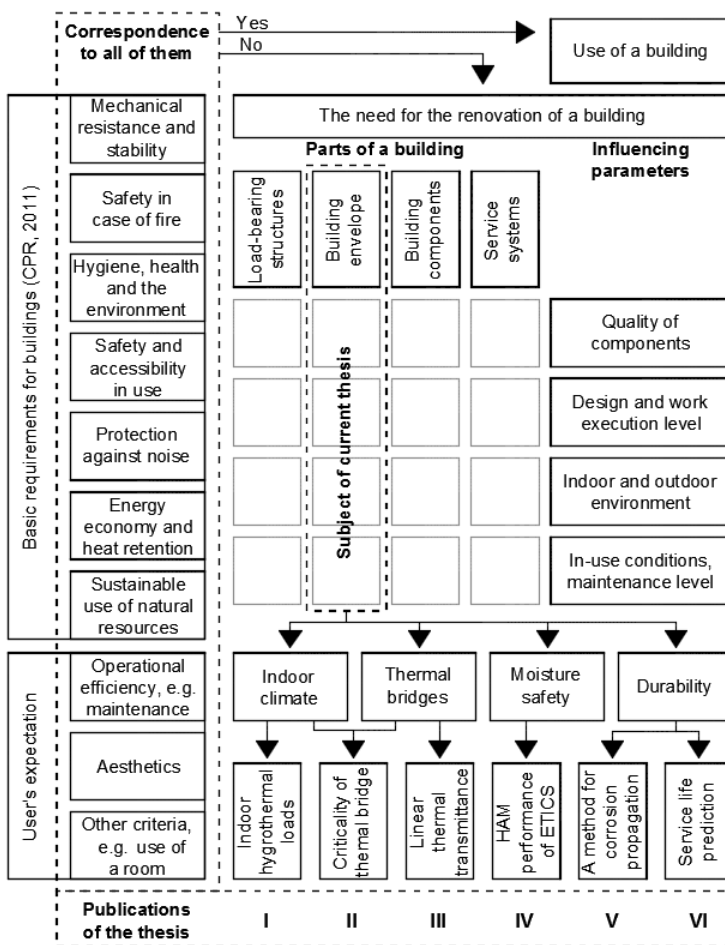 Correspondence
to all of them
Yes
No
Use of a building
Basic requirements for buildings (CPR, 2011)
Mechanical
resistance and
stability
Safety in
case of fire
Hygiene, health
and the
environment
Safety and
accessibility
in use
Protection
against noise
Energy
economy and
heat retention
Sustainable
use of natural
resources
The need for the renovation of a building
Parts of a building
Influencing
parameters
Load-bearing
structures
Building
envelope
Building
components
Service
systems
Subject of current thesis
Quality of
components
Design and work
execution level
Indoor and outdoor
environment
In-use conditions,
maintenance level
User's expectation
Operational
efficiency, e.g.
maintenance
Aesthetics
Other criteria,
e.g. use of
a room
Indoor
climate
Thermal
bridges
Moisture
safety
Durability
Indoor
hygrothermal
loads
Criticality of
thermal bridge
Linear
thermal
transmittance
HAM
performance
of ETICS
A method for
corrosion
propagation
Service life
prediction
Publications
of the thesis
I
II
III
IV
V
VI